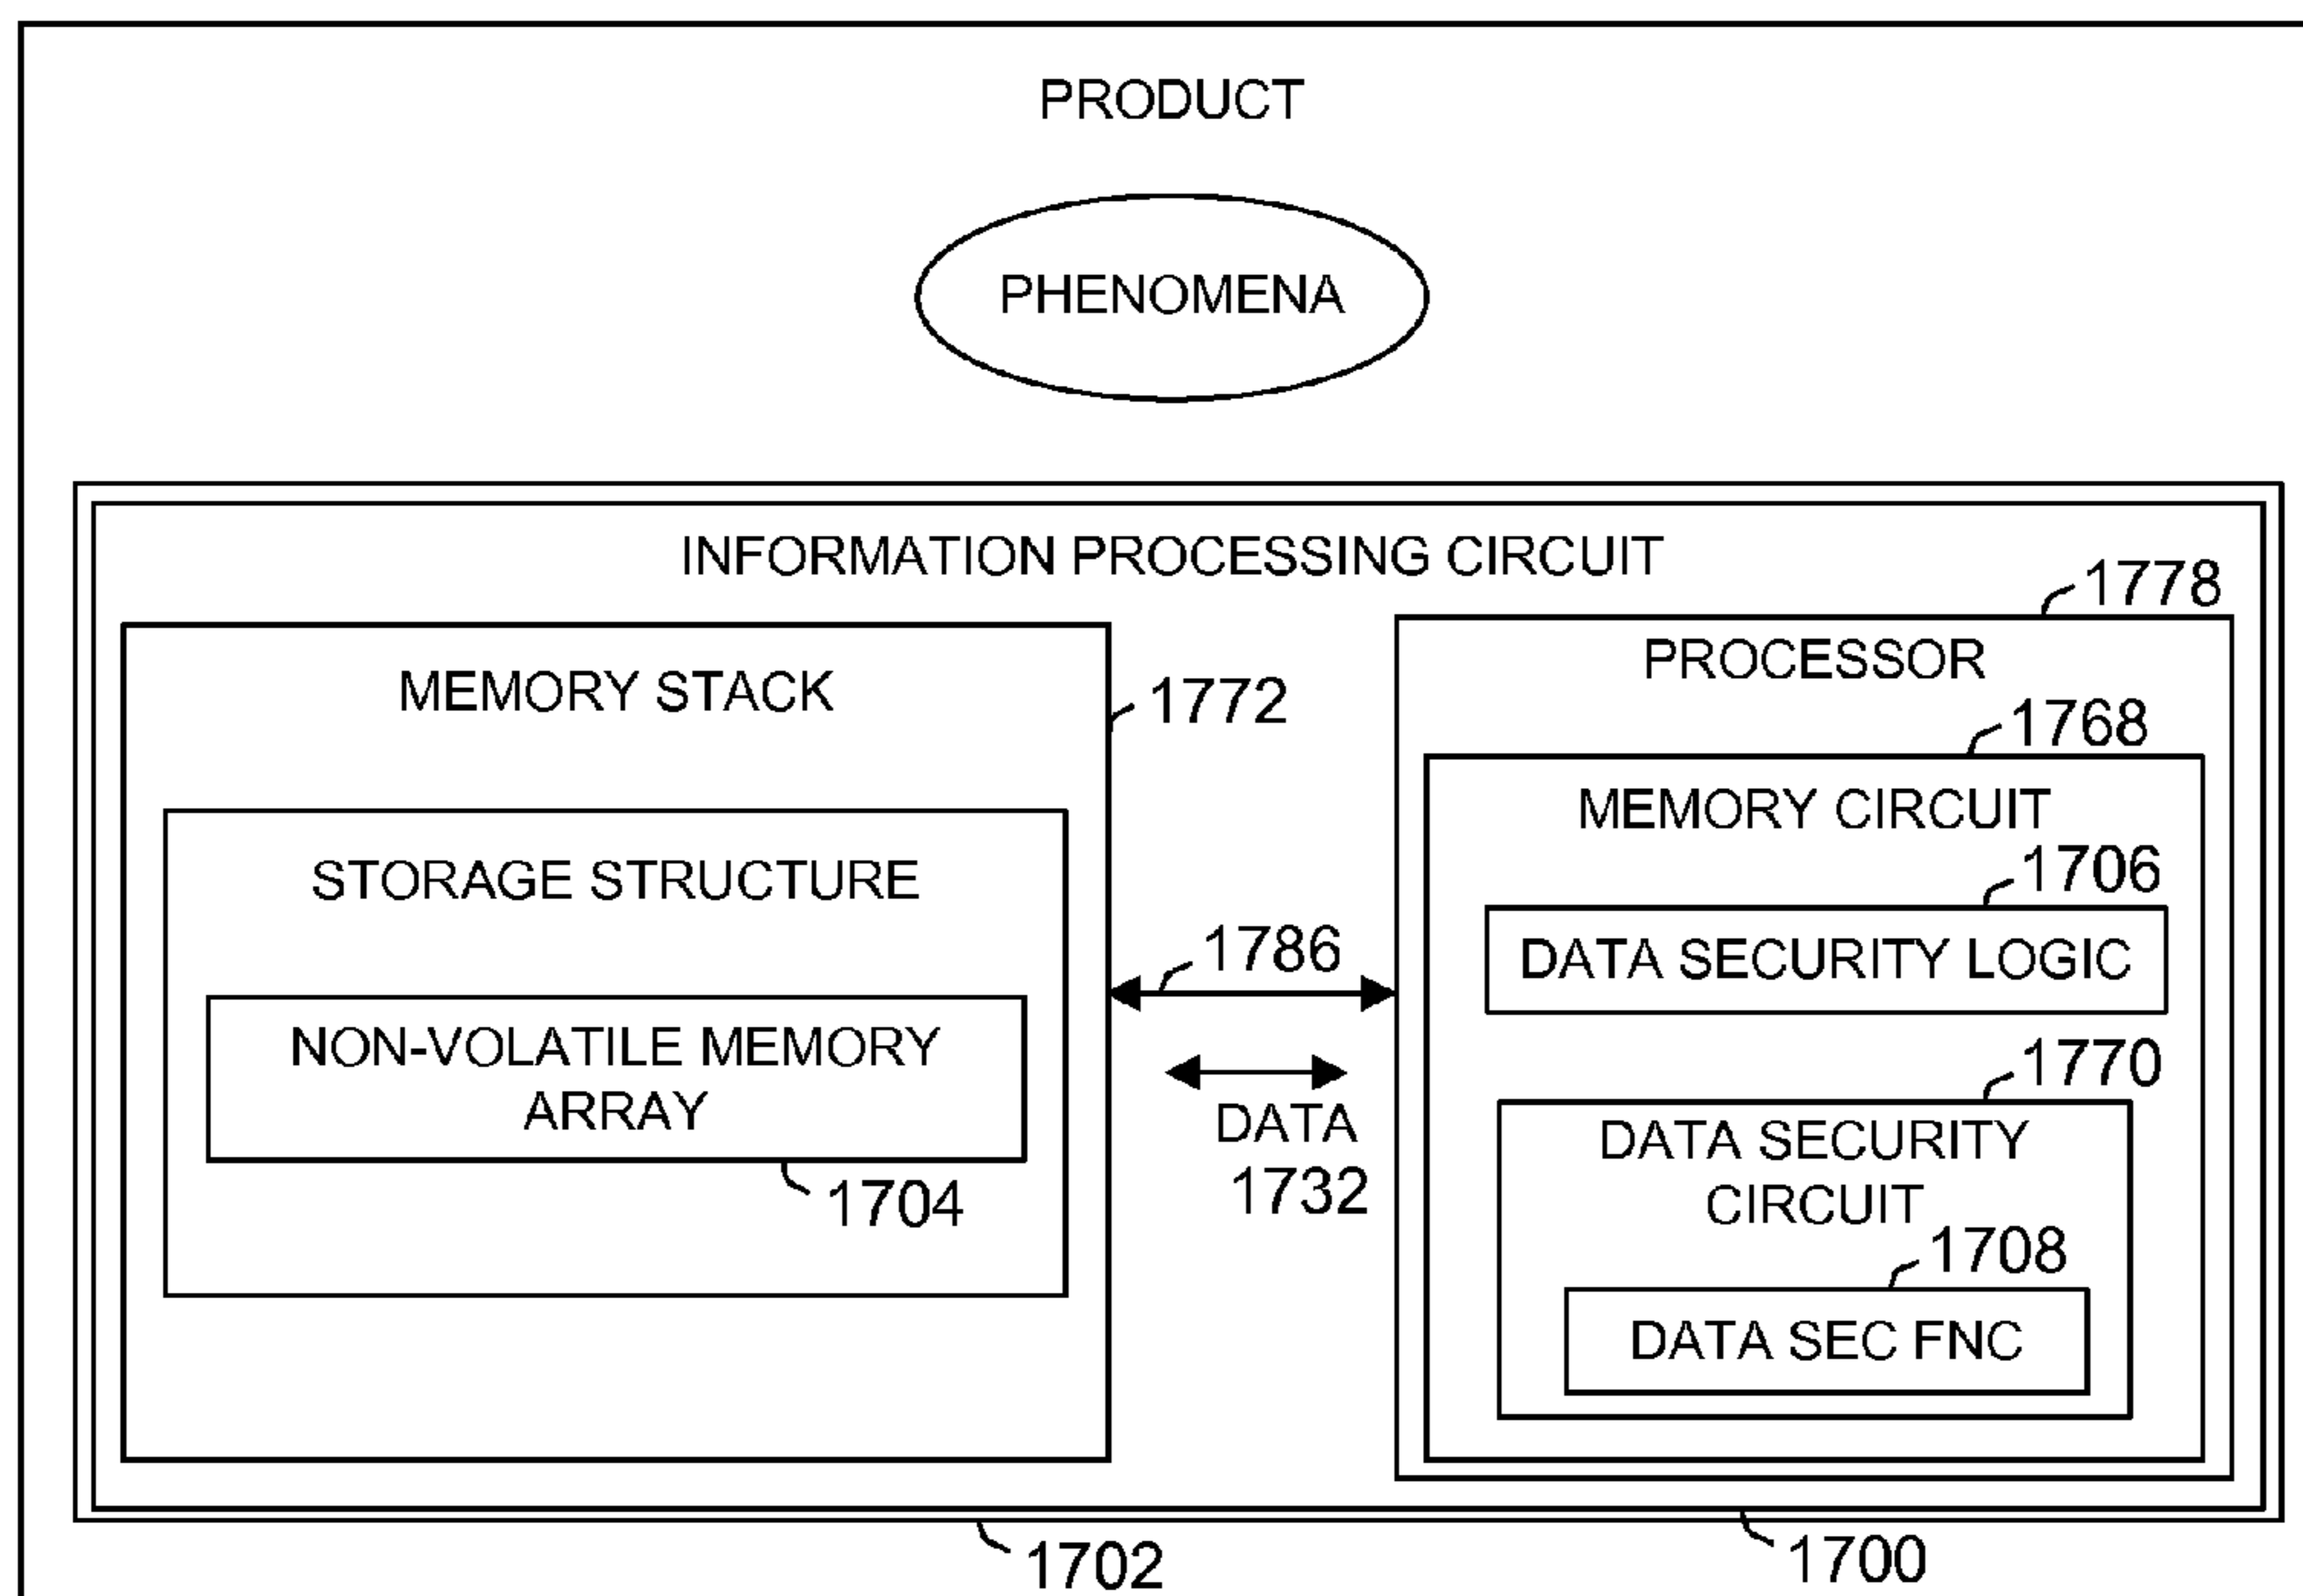 PRODUCT
PHENOMENA
INFORMATION PROCESSING CIRCUIT
1778
MEMORY STACK
1772
STORAGE STRUCTURE
NON-VOLATILE MEMORY
ARRAY
1704
1786
DATA
1732
PROCESSOR
1768
MEMORY CIRCUIT
1706
DATA SECURITY LOGIC
1770
DATA SECURITY
CIRCUIT
1708
DATA SEC FNC
1702
1700